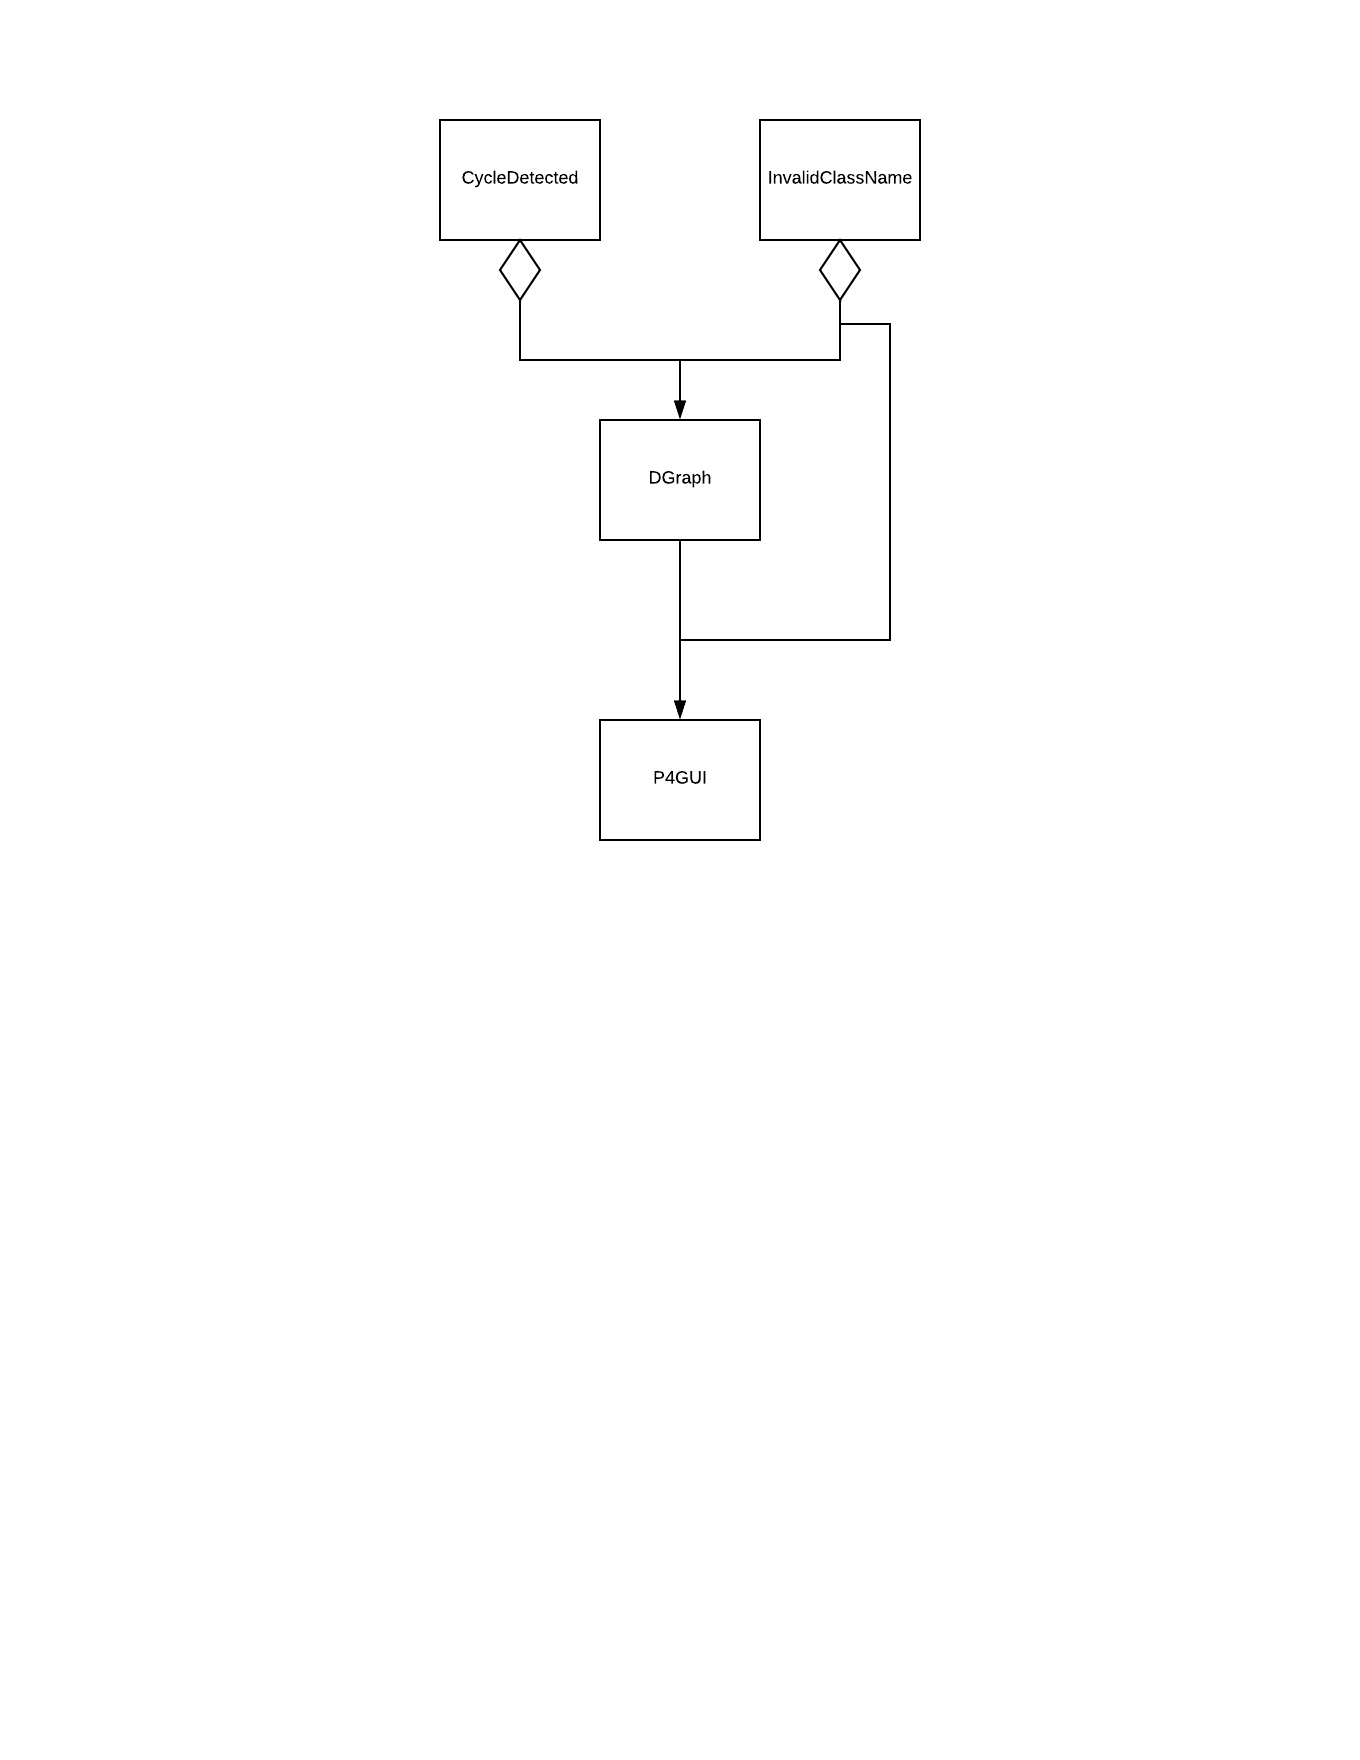 CycleDetected
InvalidClassName
DGraph
P4GUI